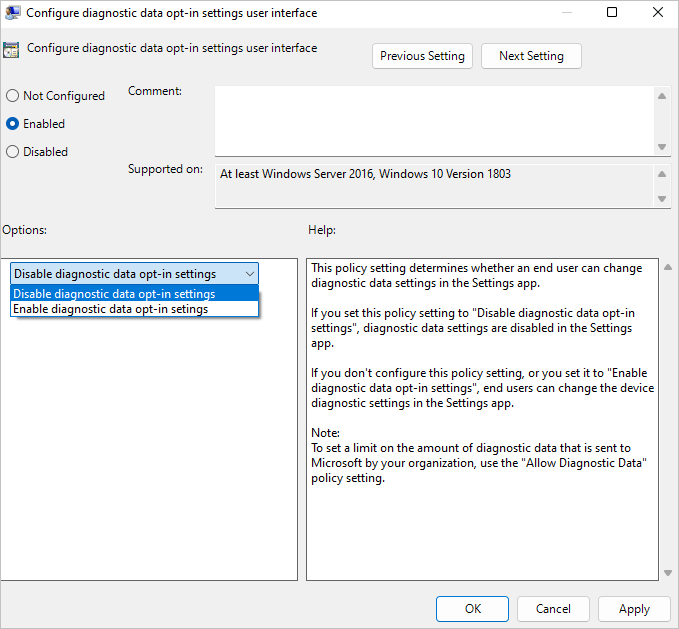 Configure diagnostic data opt-in settings user interface
Configure diagnostic data opt-in settings user interface
Previous Setting
Next Setting
Not Configured
Comment:
Enabled
Disabled
Supported on:
At least Windows Server 2016, Windows 10 Version 1803
Options:
Help:
Disable diagnostic data opt-in settings
Disable diagnostic data opt-in settings
Enable diagnostic data opt-in setings
This policy setting determines whether an end user can change
diagnostic data settings in the Settings app.
If you set this policy setting to "Disable diagnostic data opt-in
settings", diagnostic data settings are disabled in the Settings
app.
If you don't configure this policy setting, or you set it to "Enable
diagnostic data opt-in settings", end users can change the device
diagnostic settings in the Settings app.
Note:
To set a limit on the amount of diagnostic data that is sent to
Microsoft by your organization, use the "Allow Diagnostic Data"
policy setting.
OK
Cancel
Apply